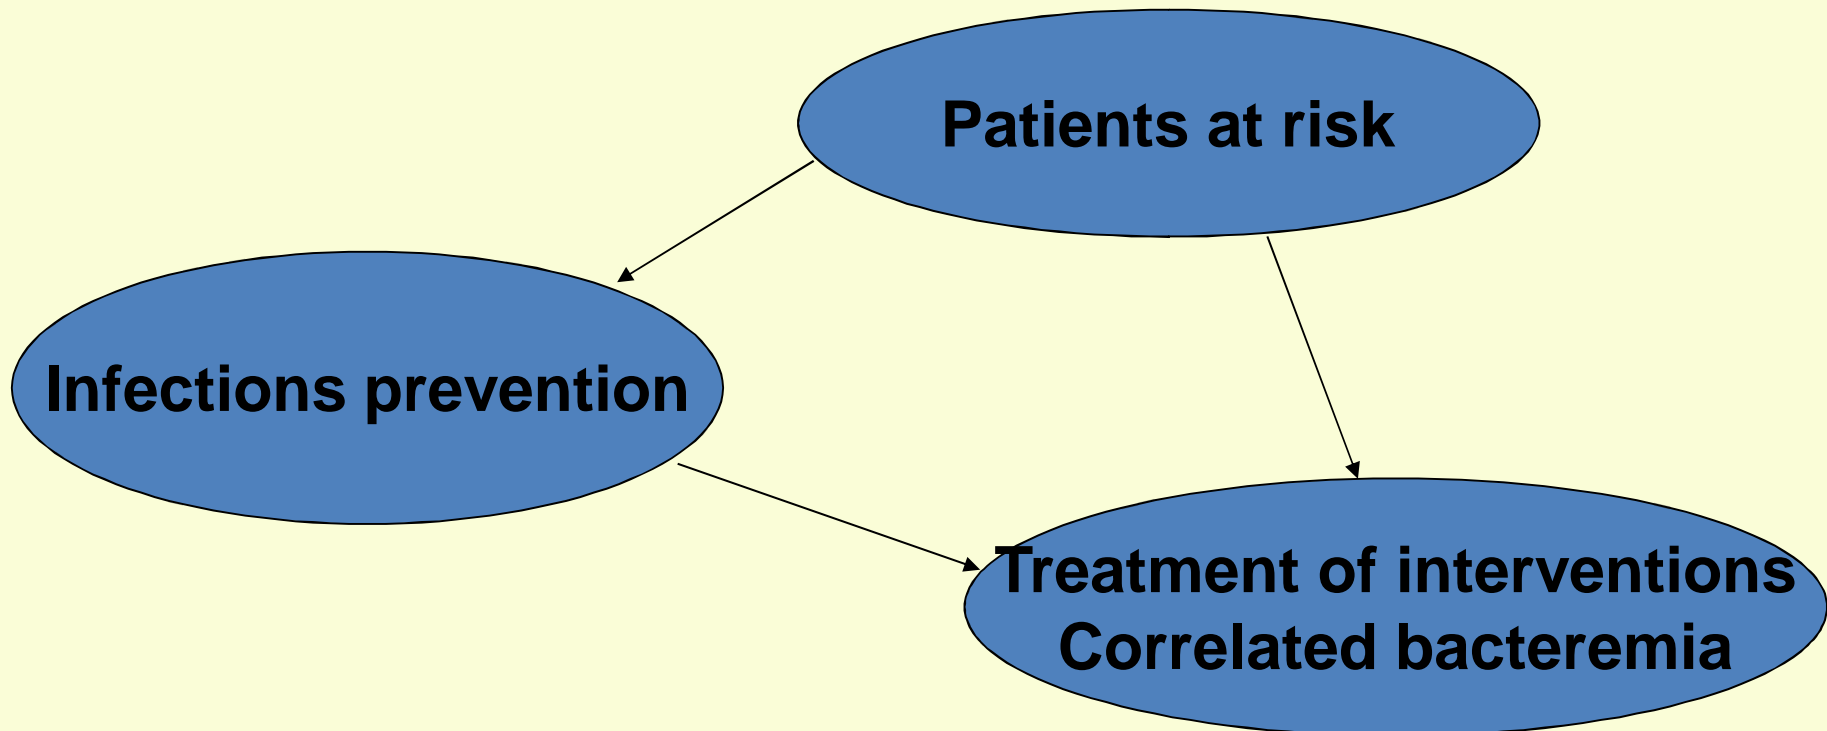 Patients at risk
Infections prevention
Treatment of interventions
Correlated bacteremia